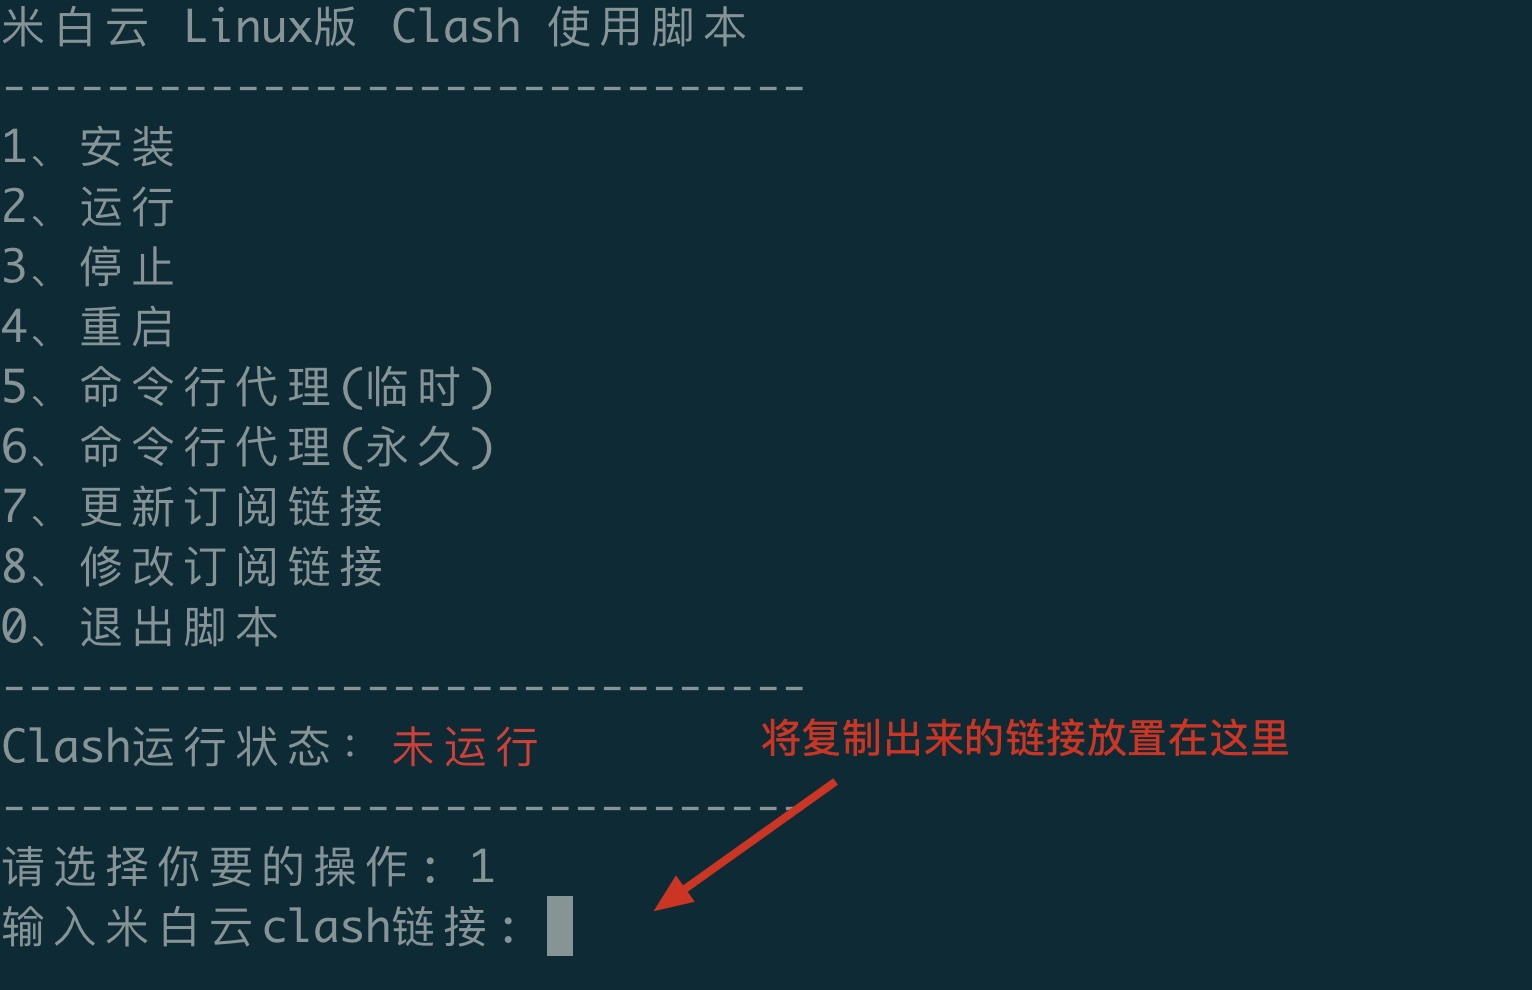 米白云 Linux版 Clash 使用脚本
-------------------------------
1、安装
2、运行
3、停止
4、重启
5、命令行代理(临时)
6、命令行代理(永久)
7、更新订阅链接
8、修改订阅链接
0、退出脚本
-------------------------------
Clash运行状态: 未运行
将复制出来的链接放置在这里
-------------------------------
请选择你要的操作: 1
输入米白云clash链接: